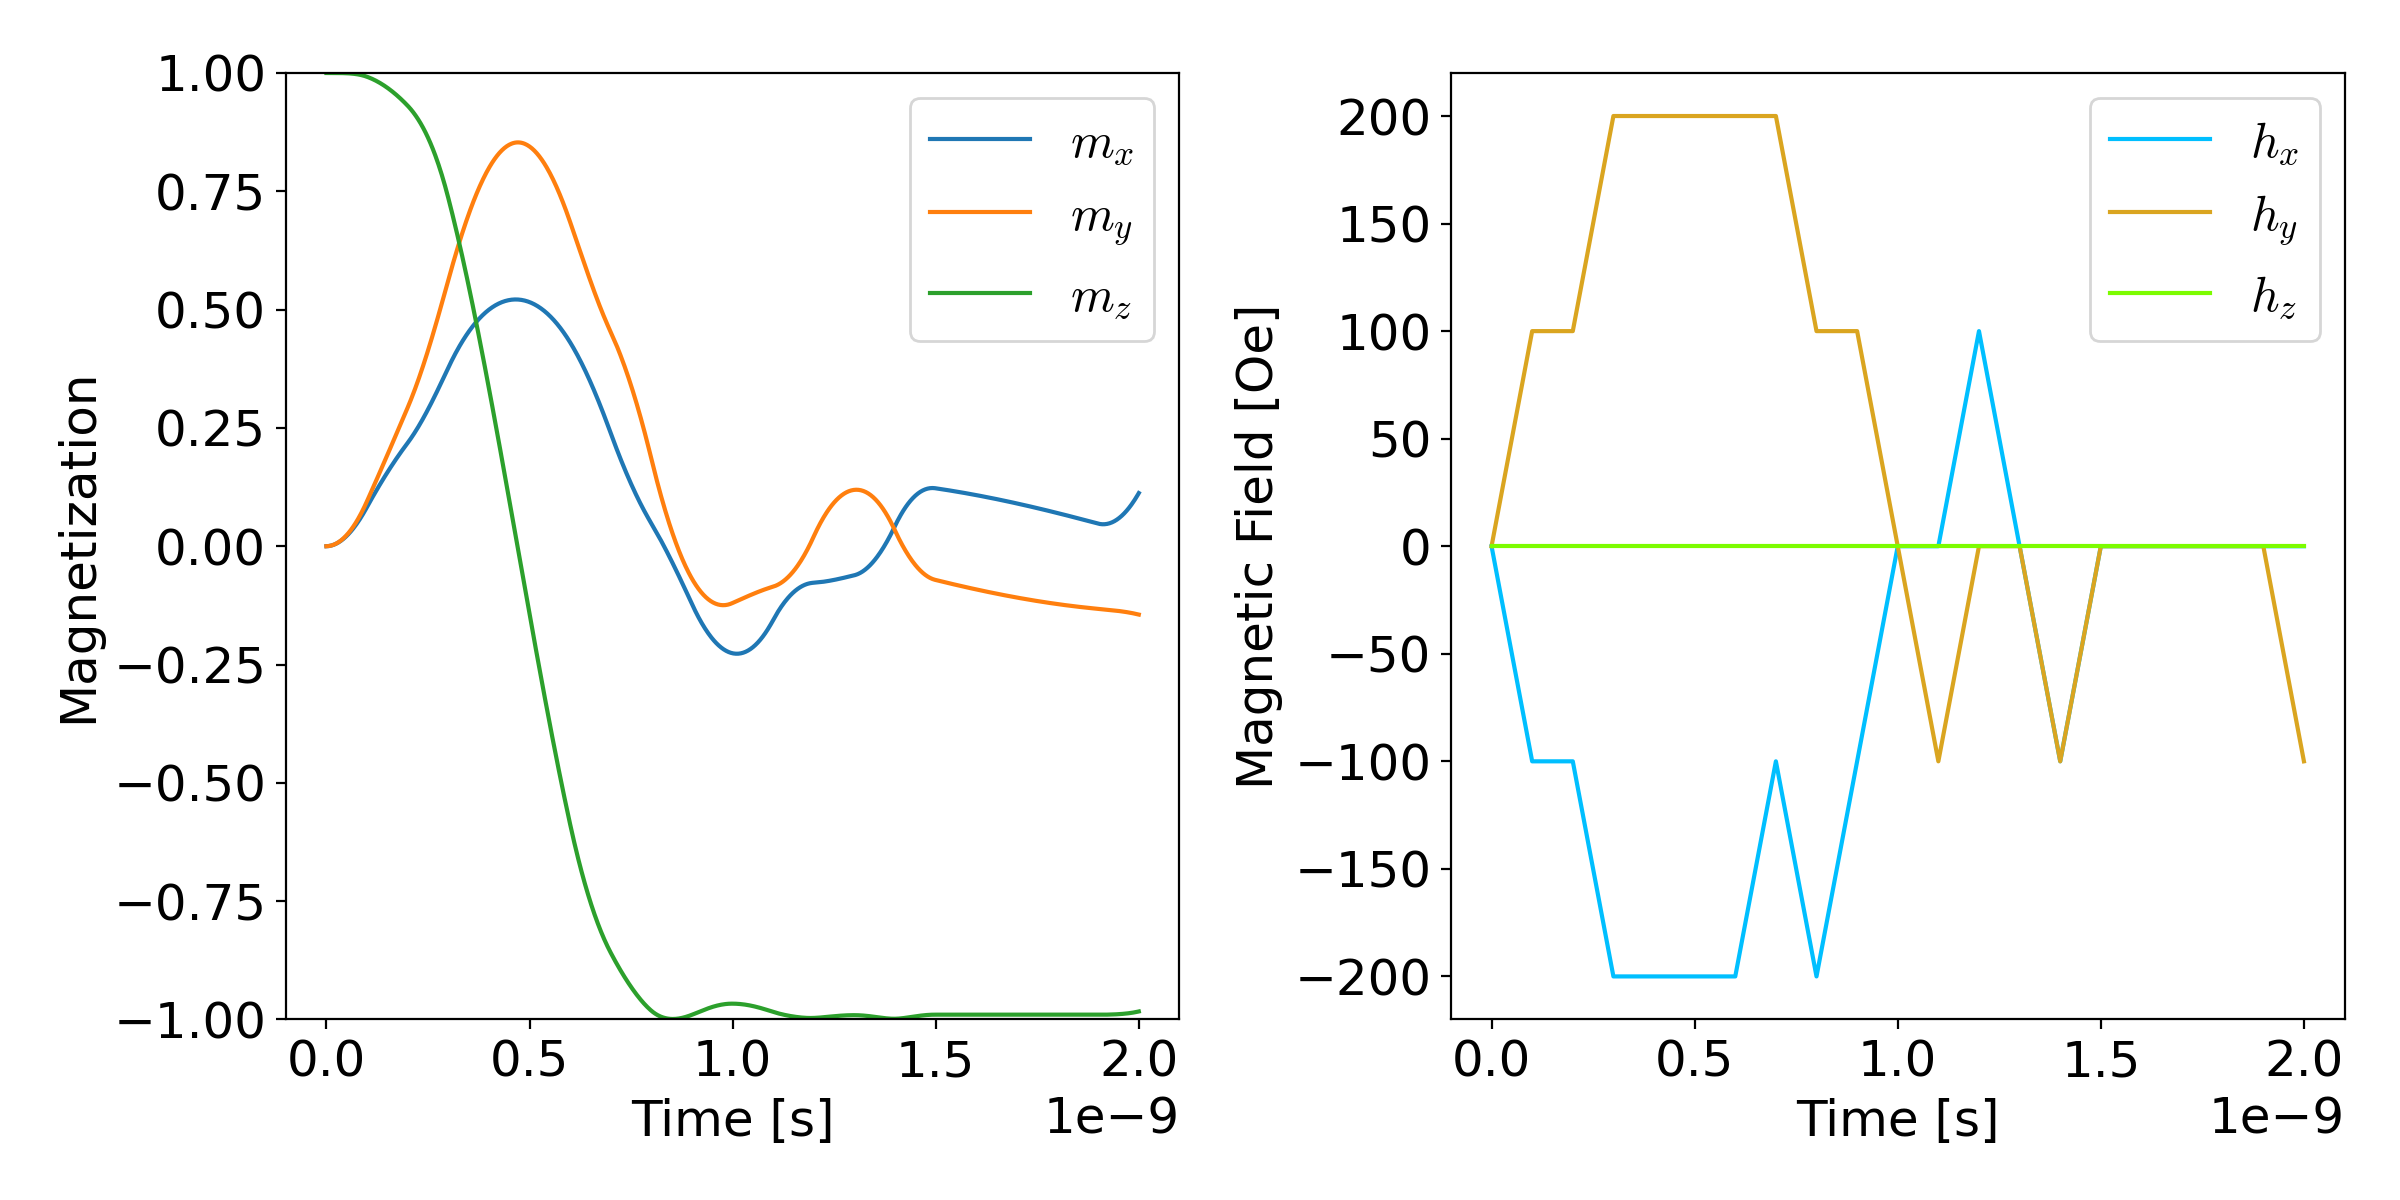 1.00
0.75
0.50
0.25
0.00
−0.25
−0.50
−0.75
−1.00
Magnetization
0.0 0.5 1.0 1.5 2.0
Time [s]
1e−9
m_x
m_y
m_z
200
150
100
50
0
−50
−100
−150
−200
Magnetic Field [Oe]
0.0 0.5 1.0 1.5 2.0
Time [s]
1e−9
h_x
h_y
h_z